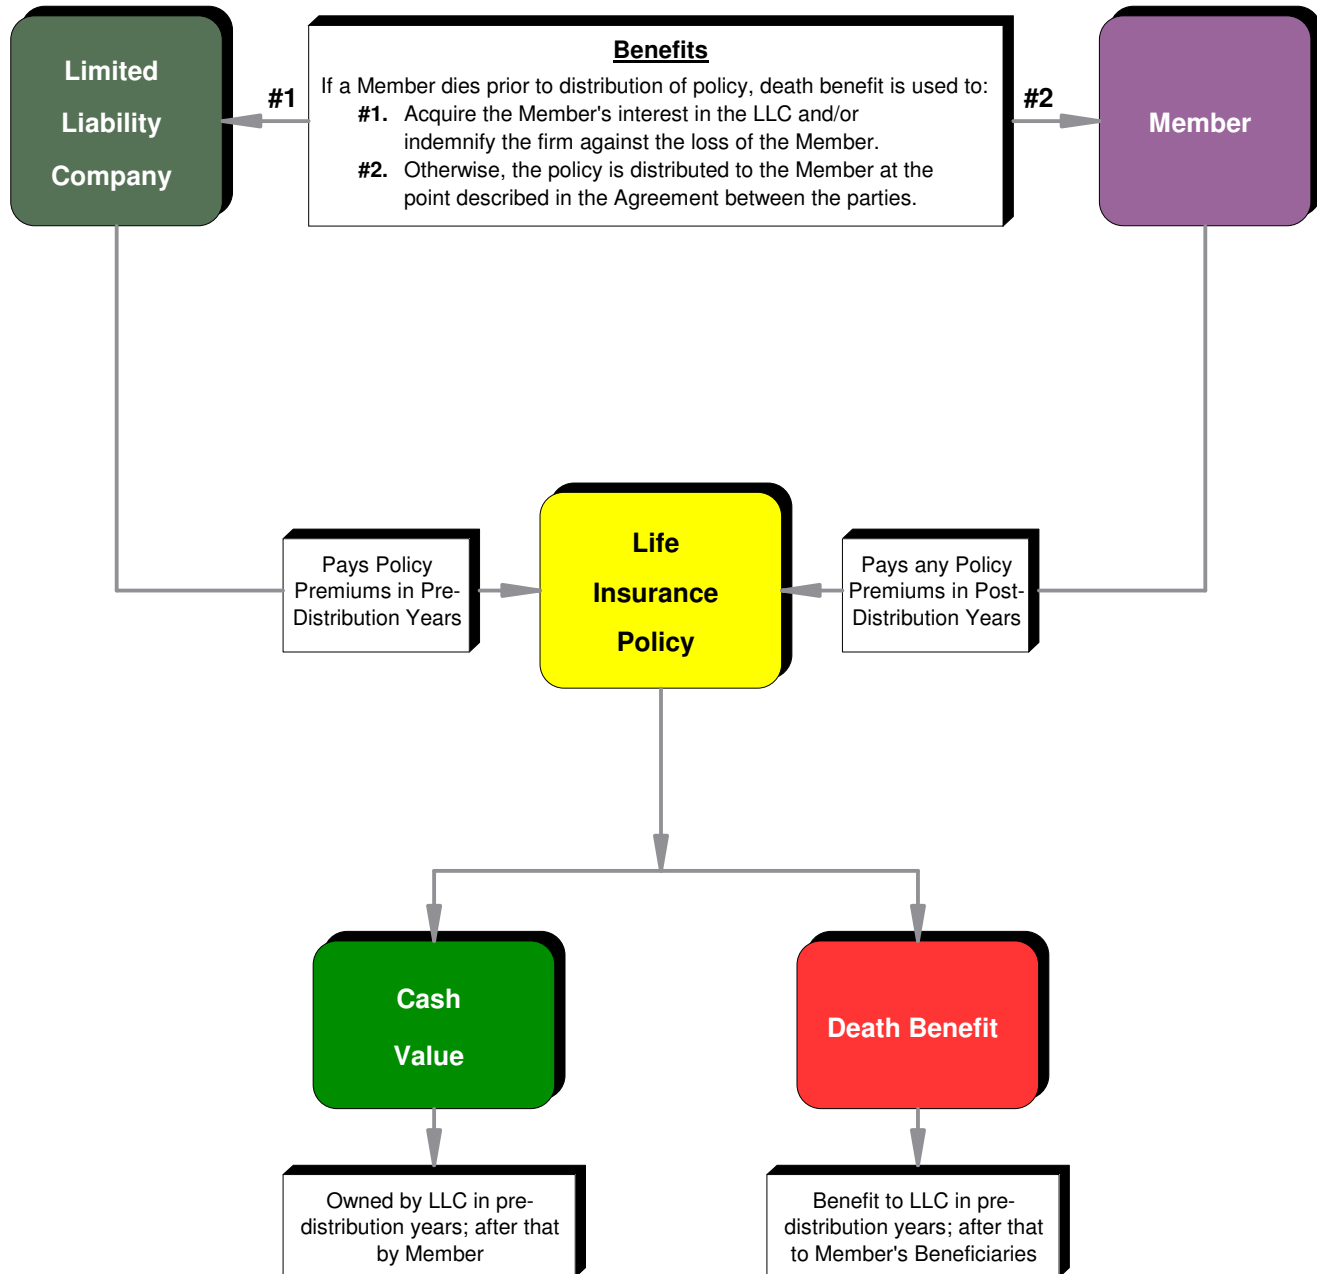 Limited
Liability
Company
#1
Benefits
If a Member dies prior to distribution of policy, death benefit is used to:
#1. Acquire the Member's interest in the LLC and/or
indemnify the firm against the loss of the Member.
#2. Otherwise, the policy is distributed to the Member at the
point described in the Agreement between the parties.
#2
Member
Pays Policy
Premiums in Pre-
Distribution Years
Life
Insurance
Policy
Pays any Policy
Premiums in Post-
Distribution Years
Cash
Value
Death Benefit
Owned by LLC in pre-
distribution years; after that
by Member
Benefit to LLC in pre-
distribution years; after that
to Member's Beneficiaries